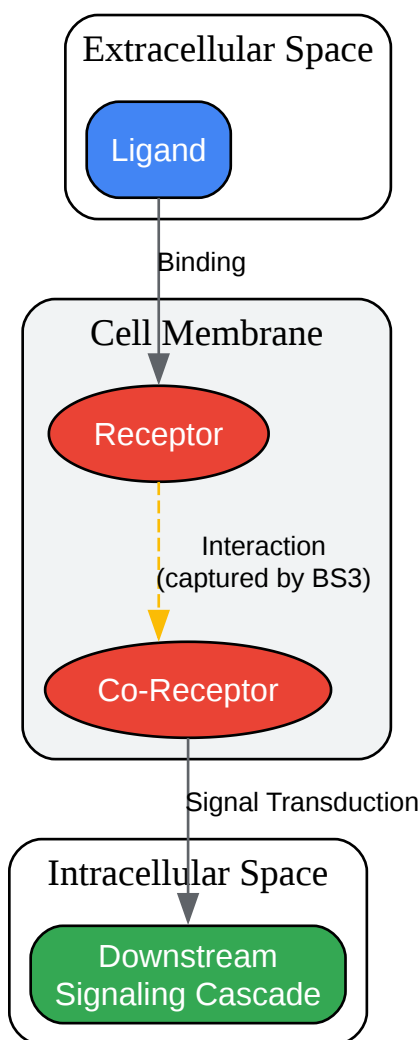 Extracellular Space
Ligand
Binding
Cell Membrane
Receptor
Interaction
(captured by BS3)
Co-Receptor
Signal Transduction
Intracellular Space
Downstream
Signaling Cascade